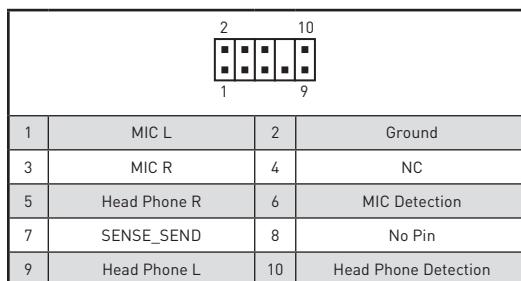 2 10
1 9
1 MIC L 2 Ground
3 MIC R 4 NC
5 Head Phone R 6 MIC Detection
7 SENSE_SEND 8 No Pin
9 Head Phone L 10 Head Phone Detection